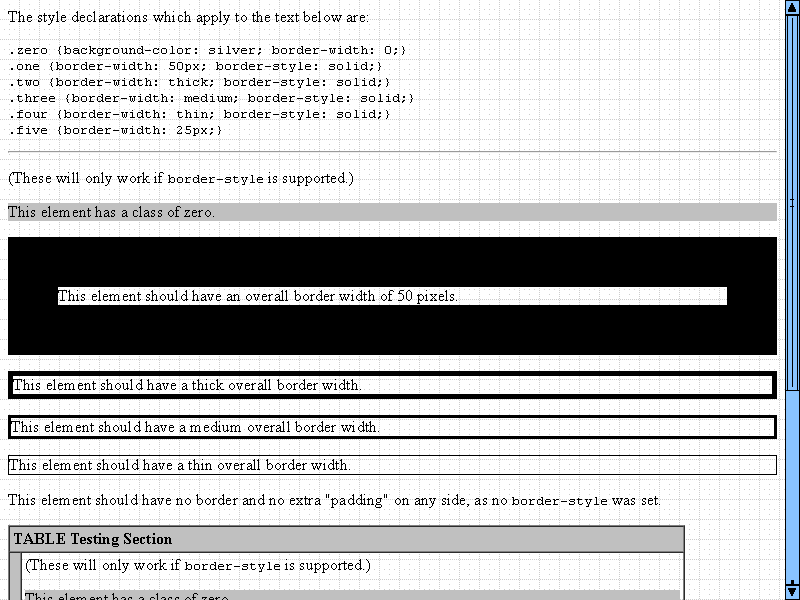 The style declarations which apply to the text below are:
.zero {background-color: silver; border-width: 0;}
.one {border-width: 50px; border-style: solid;}
.two {border-width: thick; border-style: solid;}
.three {border-width: medium; border-style: solid;}
.four {border-width: thin; border-style: solid;}
.five {border-width: 25px;}
(These will only work if border-style is supported.)
This element has a class of zero.
This element should have an overall border width of 50 pixels.
This element should have a thick overall border width.
This element should have a medium overall border width.
This element should have a thin overall border width.
This element should have no border and no extra "padding" on any side, as no border-style was set.
TABLE Testing Section
(These will only work if border-style is supported.)
This element has a class of zero.